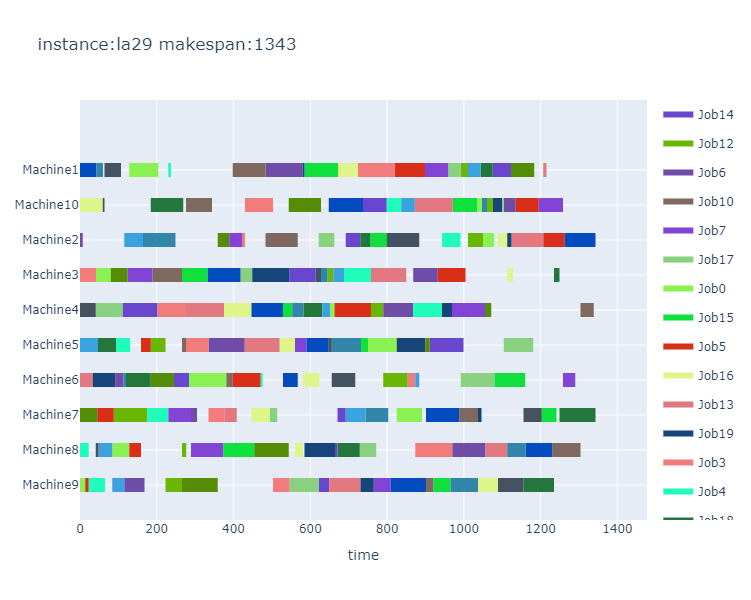 instance:la29 makespan:1343
Machine1
Machine10
Machine2
Machine3
Machine4
Machine5
Machine6
Machine7
Machine8
Machine9
0
200
400
600
800
1000
1200
1400
time
Job14
Job12
Job6
Job10
Job7
Job17
Job0
Job15
Job5
Job16
Job13
Job19
Job3
Job4
Job18